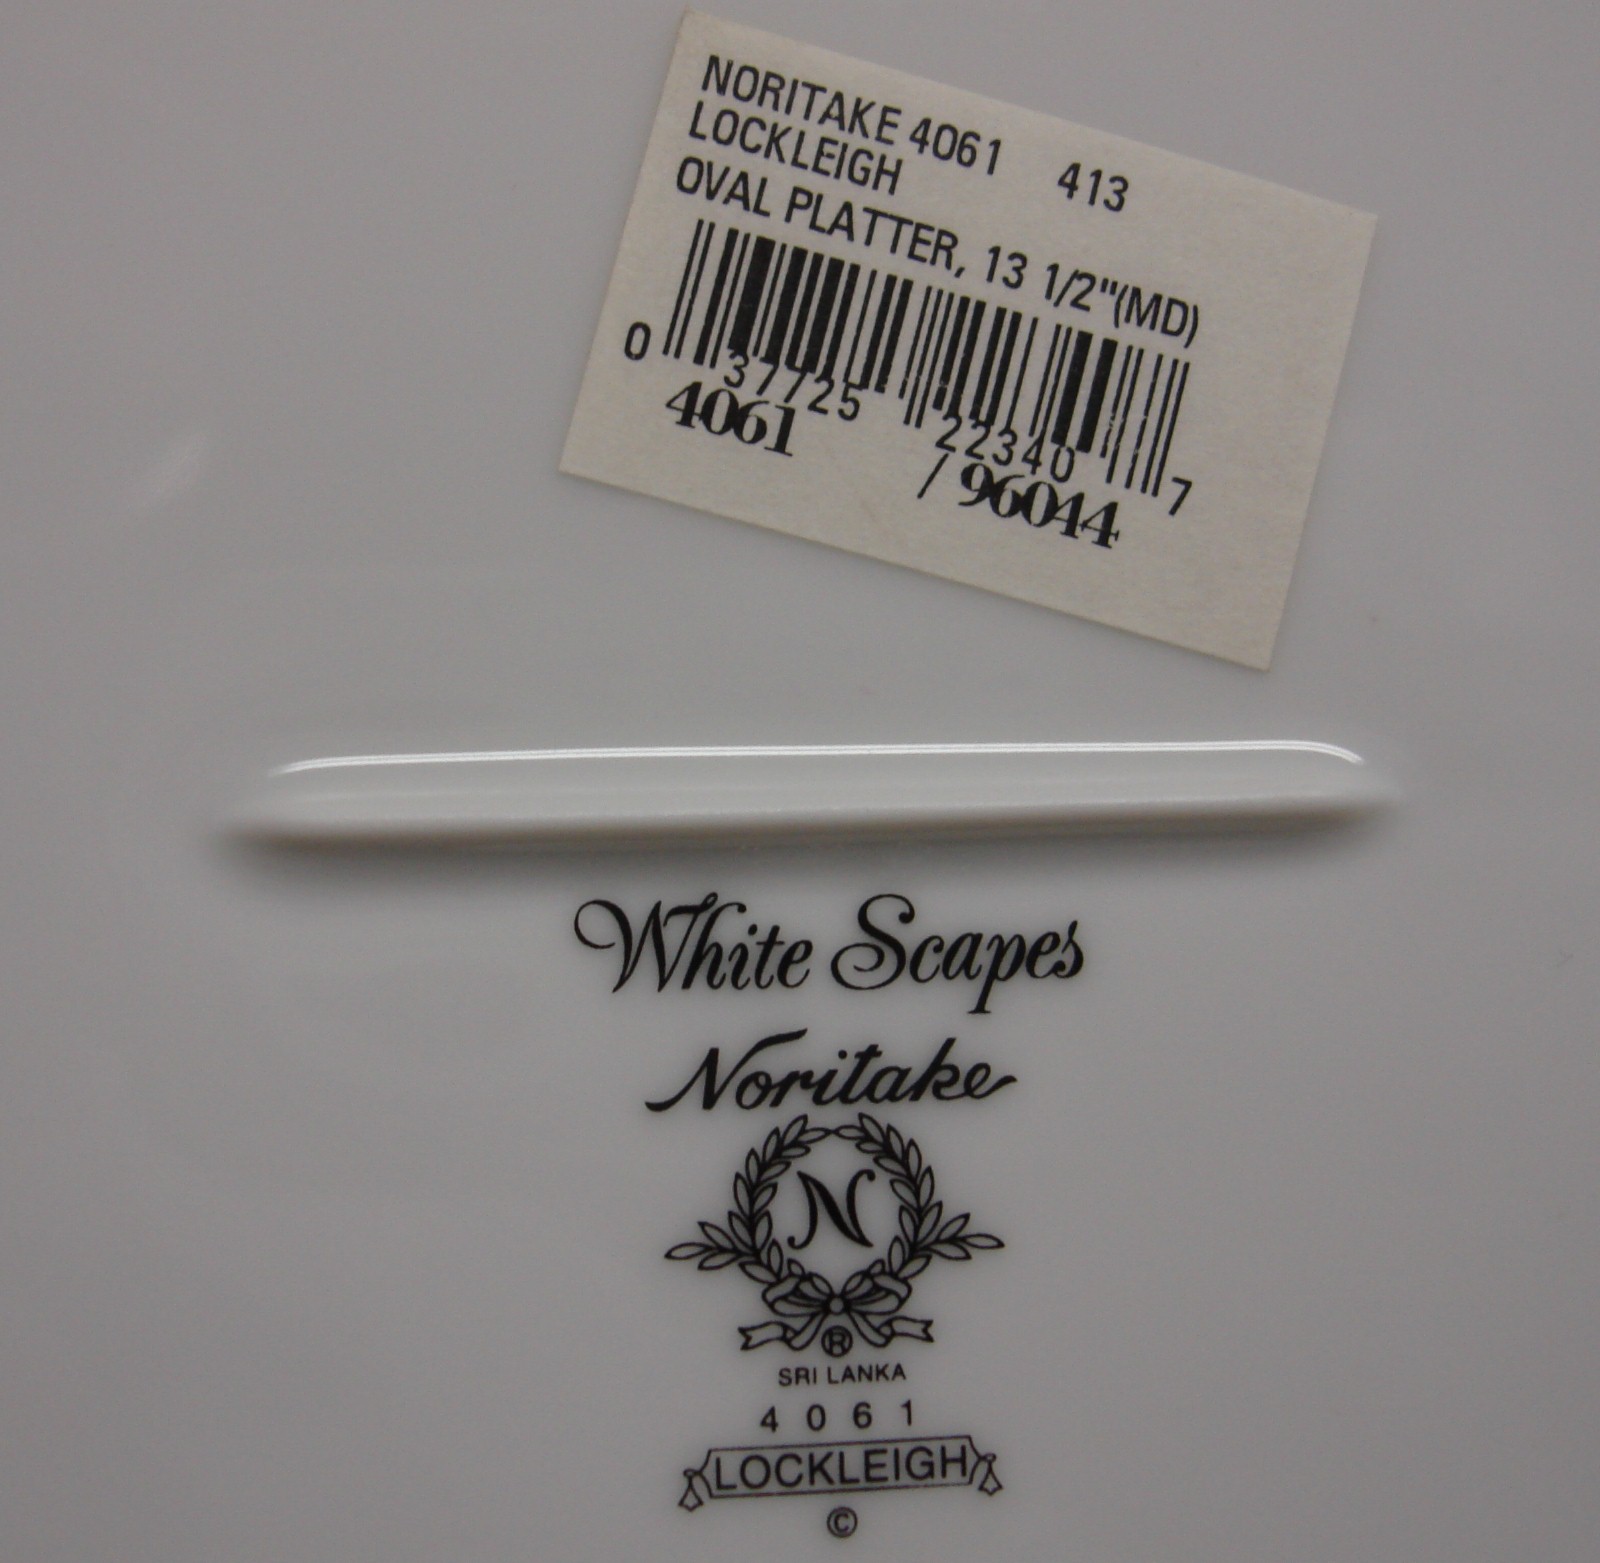 NORITAKE 4061 413
LOCKLEIGH
OVAL PLATTER, 13 1/2"(MD)
0 37725 22340 7
4061 / 96044
White Scapes
Noritake
N
®
SRI LANKA
4061
LOCKLEIGH
©